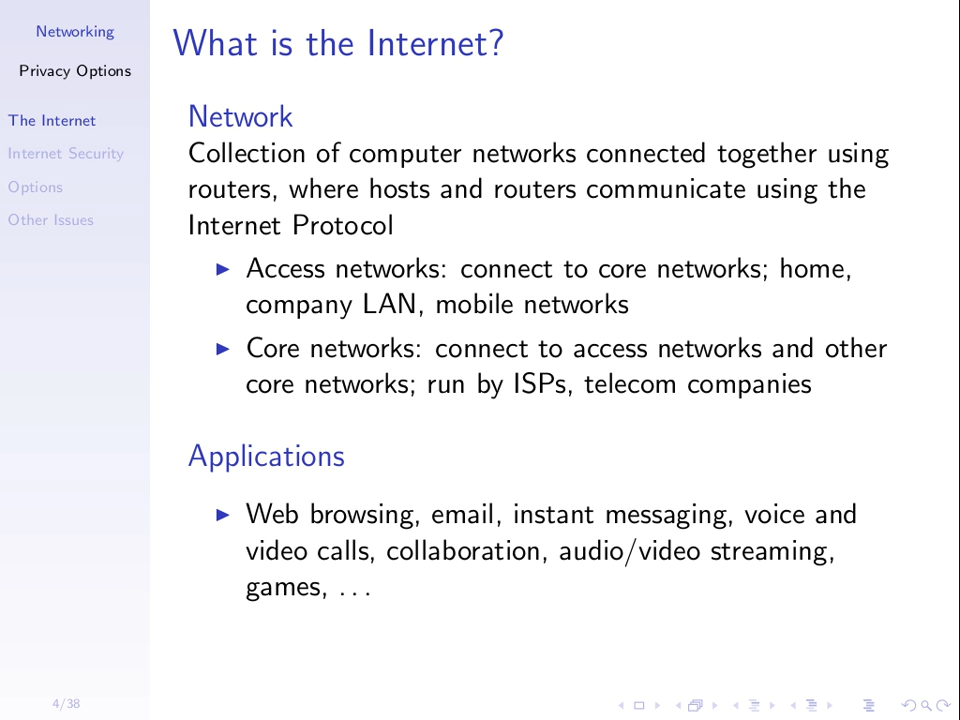 Networking
Privacy Options
The Internet
Internet Security
Options
Other Issues
What is the Internet?
Network
Collection of computer networks connected together using
routers, where hosts and routers communicate using the
Internet Protocol
Access networks: connect to core networks; home,
company LAN, mobile networks
Core networks: connect to access networks and other
core networks; run by ISPs, telecom companies
Applications
Web browsing, email, instant messaging, voice and
video calls, collaboration, audio/video streaming,
games, . . .
4/38